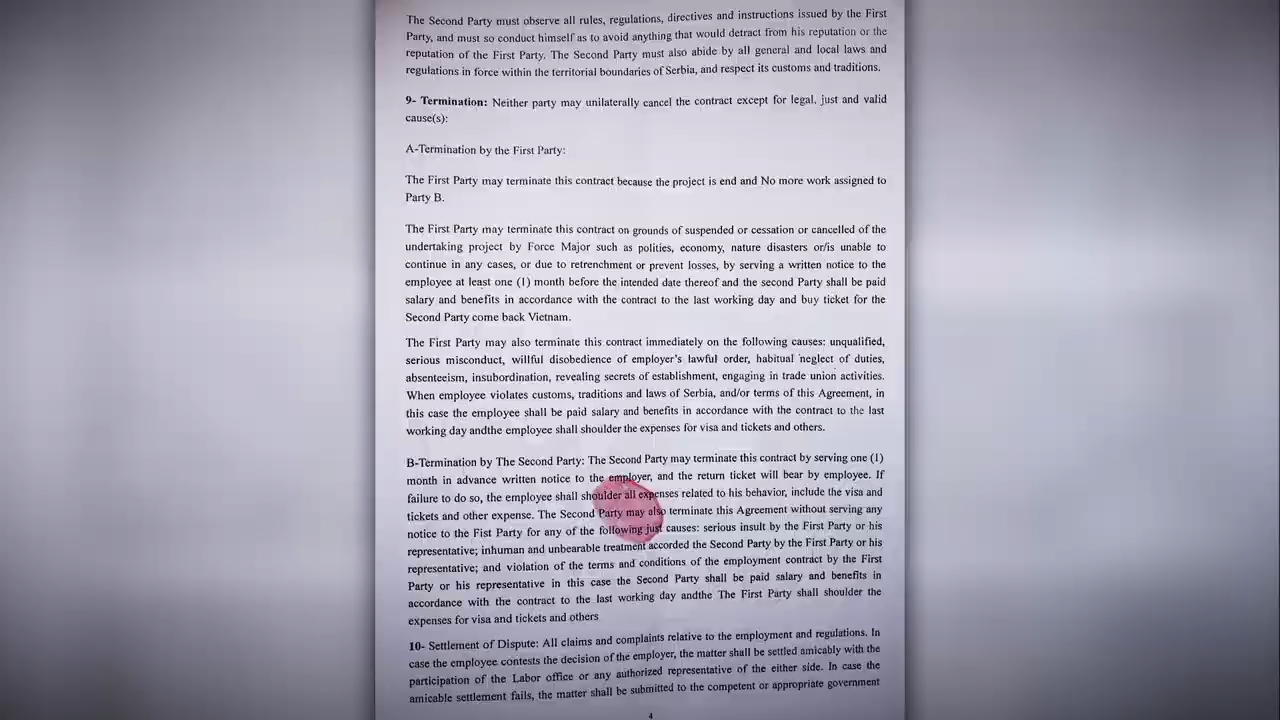 The Second Party must observe all rules, regulations, directives and instructions issued by the First
Party, and must so conduct himself as to avoid anything that would detract from his reputation or the
reputation of the First Party. The Second Party must also abide by all general and local laws and
regulations in force within the territorial boundaries of Serbia, and respect its customs and traditions.
9- Termination: Neither party may unilaterally cancel the contract except for legal, just and valid
cause(s):
A-Termination by the First Party:
The First Party may terminate this contract because the project is end and No more work assigned to
Party B.
The First Party may terminate this contract on grounds of suspended or cessation or cancelled of the
undertaking project by Force Major such as polities, economy, nature disasters or/is unable to
continue in any cases, or due to retrenchment or prevent losses, by serving a written notice to the
employee at least one (1) month before the intended date thereof and the second Party shall be paid
salary and benefits in accordance with the contract to the last working day and buy ticket for the
Second Party come back Vietnam.
The First Party may also terminate this contract immediately on the following causes: unqualified,
serious misconduct, willful disobedience of employer's lawful order, habitual neglect of duties,
absenteeism, insubordination, revealing secrets of establishment, engaging in trade union activities.
When employee violates customs, traditions and laws of Serbia, and/or terms of this Agreement, in
this case the employee shall be paid salary and benefits in accordance with the contract to the last
working day andthe employee shall shoulder the expenses for visa and tickets and others.
B-Termination by The Second Party: The Second Party may terminate this contract by serving one (1)
month in advance written notice to the employer, and the return ticket will bear by employee. If
failure to do so, the employee shall shoulder all expenses related to his behavior, include the visa and
tickets and other expense. The Second Party may also terminate this Agreement without serving any
notice to the Fist Party for any of the following just causes: serious insult by the First Party or his
representative; inhuman and unbearable treatment accorded the Second Party by the First Party or his
representative; and violation of the terms and conditions of the employment contract by the First
Party or his representative in this case the Second Party shall be paid salary and benefits in
accordance with the contract to the last working day andthe The First Party shall shoulder the
expenses for visa and tickets and others
10- Settlement of Dispute: All claims and complaints relative to the employment and regulations. In
case the employee contests the decision of the employer, the matter shall be settled amicably with the
participation of the Labor office or any authorized representative of the either side. In case the
amicable settlement fails, the matter shall be submitted to the competent or appropriate government
4